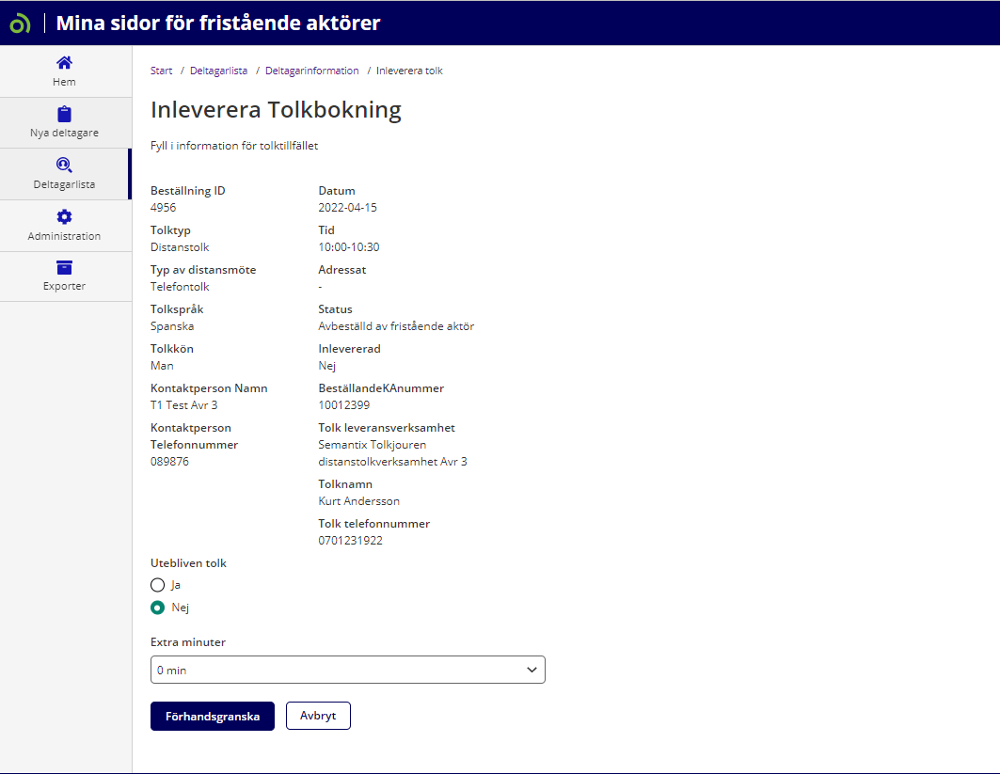 Mina sidor för fristående aktörer
Hem
Nya deltagare
Deltagarlista
Administration
Exporter
Start / Deltagarlista / Deltagarinformation / Inleverera tolk
Inleverera Tolkbokning
Fyll i information för tolktillfället
Beställning ID
4956
Tolktyp
Distanstolk
Typ av distansmöte
Telefontolk
Tolkspråk
Spanska
Tolkkön
Man
Kontaktperson Namn
T1 Test Avr 3
Kontaktperson
Telefonnummer
089876
Datum
2022-04-15
Tid
10:00-10:30
Adressat
-
Status
Avbeställd av fristående aktör
Inlevererad
Nej
BeställandeKAnummer
10012399
Tolk leveransverksamhet
Semantix Tolkjouren
distanstolkverksamhet Avr 3
Tolknamn
Kurt Andersson
Tolk telefonnummer
0701231922
Utebliven tolk
Ja
Nej
Extra minuter
0 min
Förhandsgranska
Avbryt